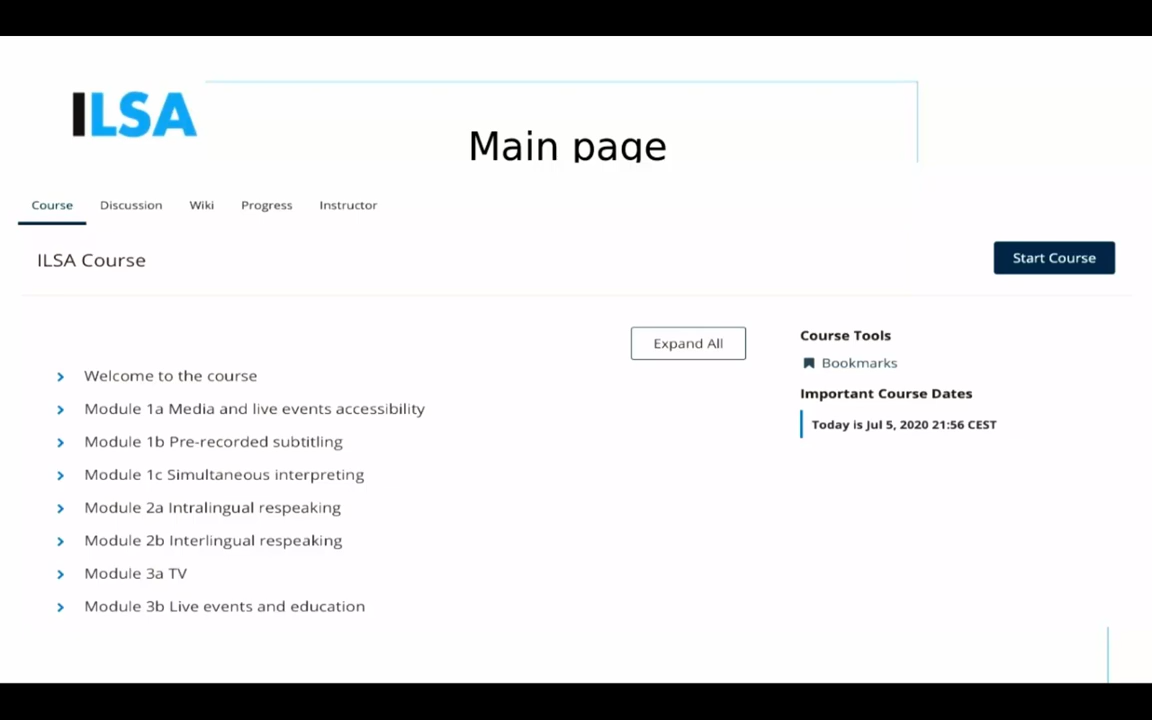 ILSA
Main page
Course Discussion Wiki Progress Instructor
ILSA Course
Start Course
Expand All
Welcome to the course
Module 1a Media and live events accessibility
Module 1b Pre-recorded subtitling
Module 1c Simultaneous interpreting
Module 2a Intralingual respeaking
Module 2b Interlingual respeaking
Module 3a TV
Module 3b Live events and education
Course Tools
Bookmarks
Important Course Dates
Today is Jul 5, 2020 21:56 CEST